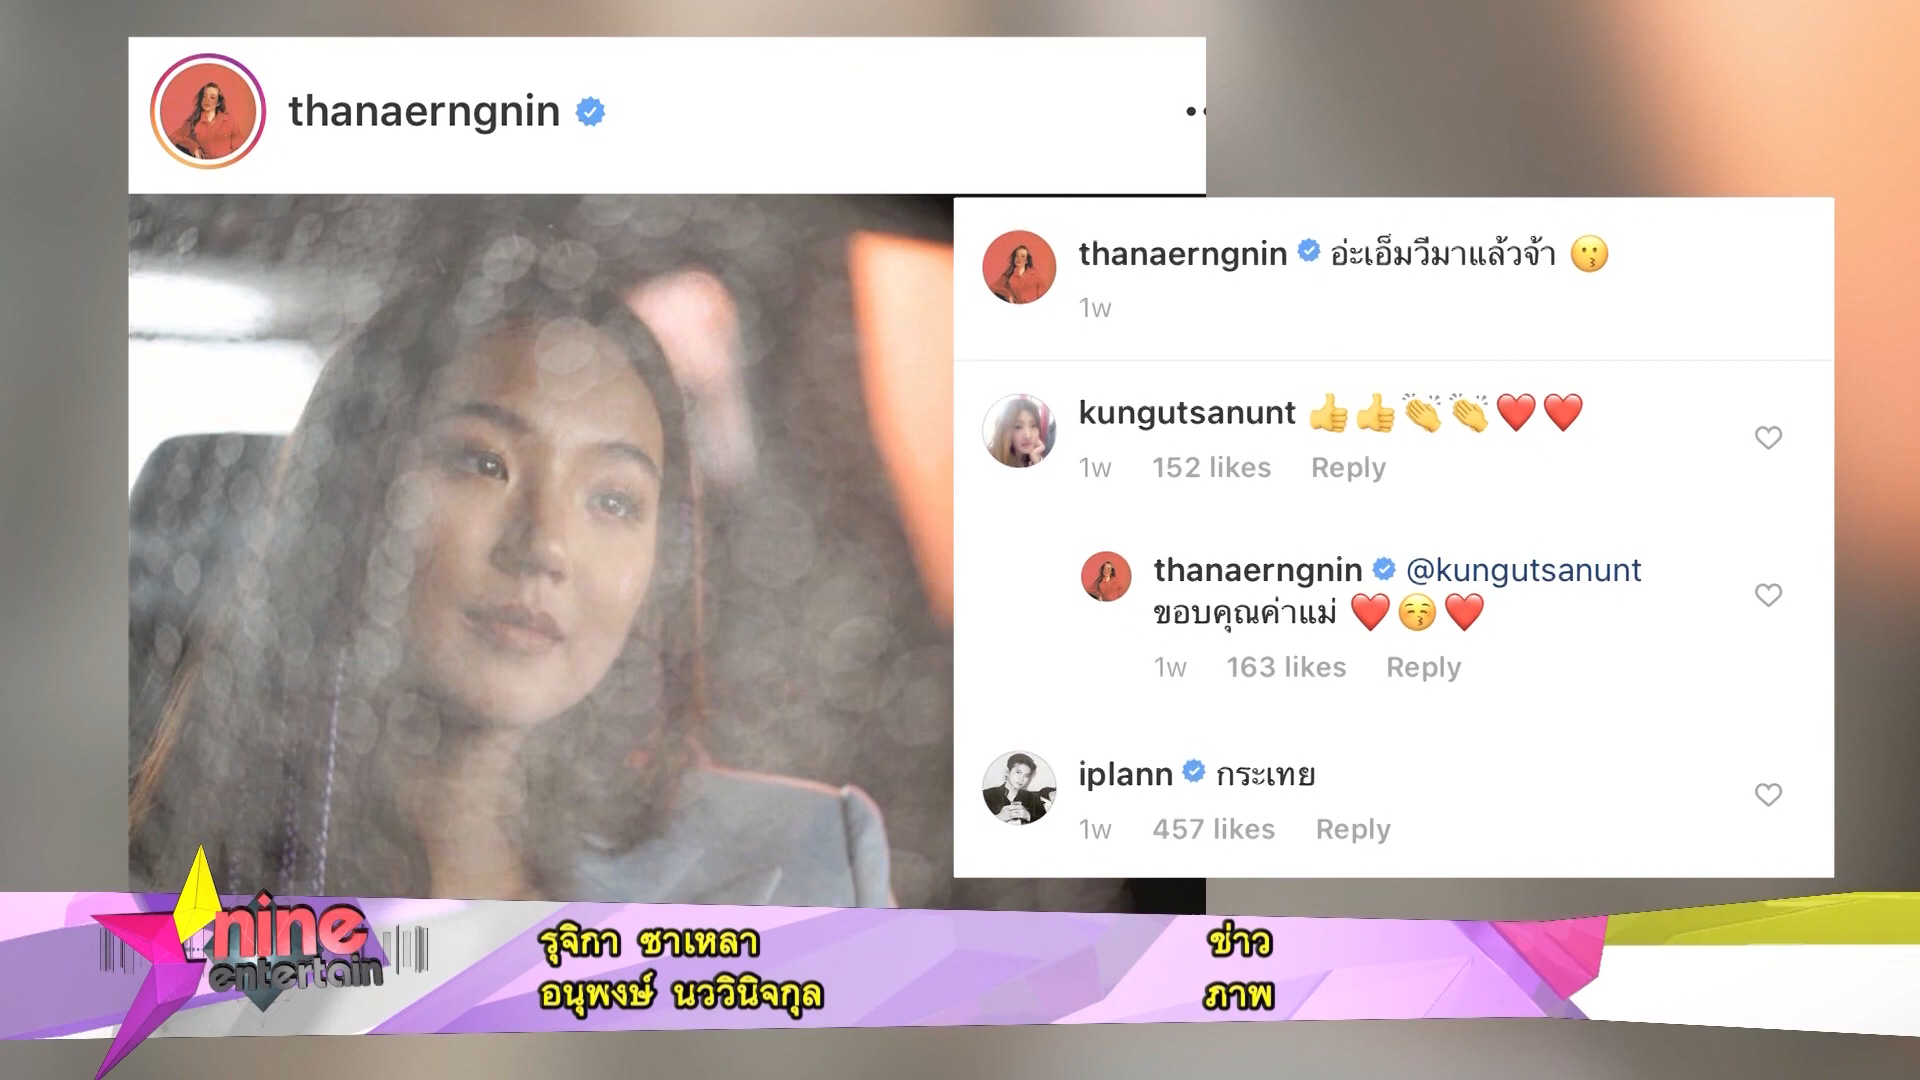 thanaerngnin
thanaerngnin อ่ะเอ็มวีมาแล้วจ้า 😗
1w
kungutsanunt 👍👍👏👏❤️❤️
1w 152 likes Reply
thanaerngnin @kungutsanunt
ขอบคุณค่าแม่ ❤️😚❤️
1w 163 likes Reply
iplann กระเทย
1w 457 likes Reply
nine
entertain
รุจิกา ซาเหลา ข่าว
อนุพงษ์ นววินิจกุล ภาพ